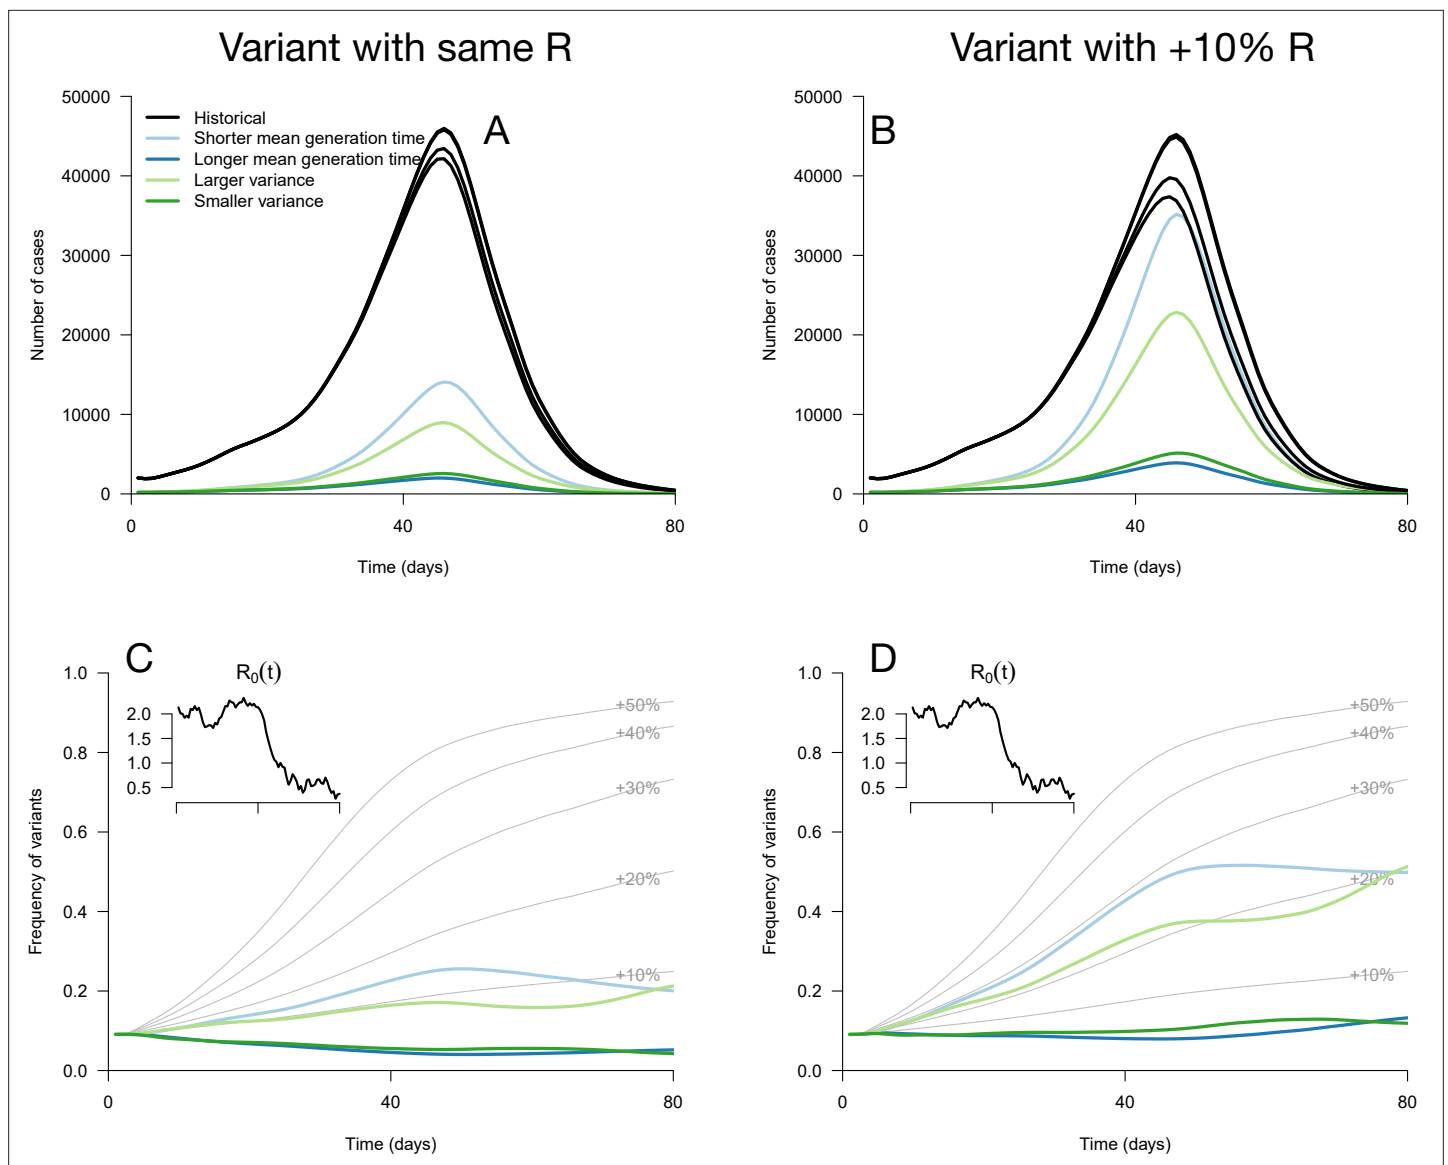 Variant with same R
Variant with +10% R
A
50000
40000
30000
20000
10000
0
Number of cases
Historical
Shorter mean generation time
Longer mean generation time
Larger variance
Smaller variance
0
40
80
Time (days)
B
50000
40000
30000
20000
10000
0
Number of cases
0
40
80
Time (days)
C
1.0
0.8
0.6
0.4
0.2
0.0
Frequency of variants
R₀(t)
2.0
1.5
1.0
0.5
+50%
+40%
+30%
+20%
+10%
0
40
80
Time (days)
D
1.0
0.8
0.6
0.4
0.2
0.0
Frequency of variants
R₀(t)
2.0
1.5
1.0
0.5
+50%
+40%
+30%
+20%
+10%
0
40
80
Time (days)